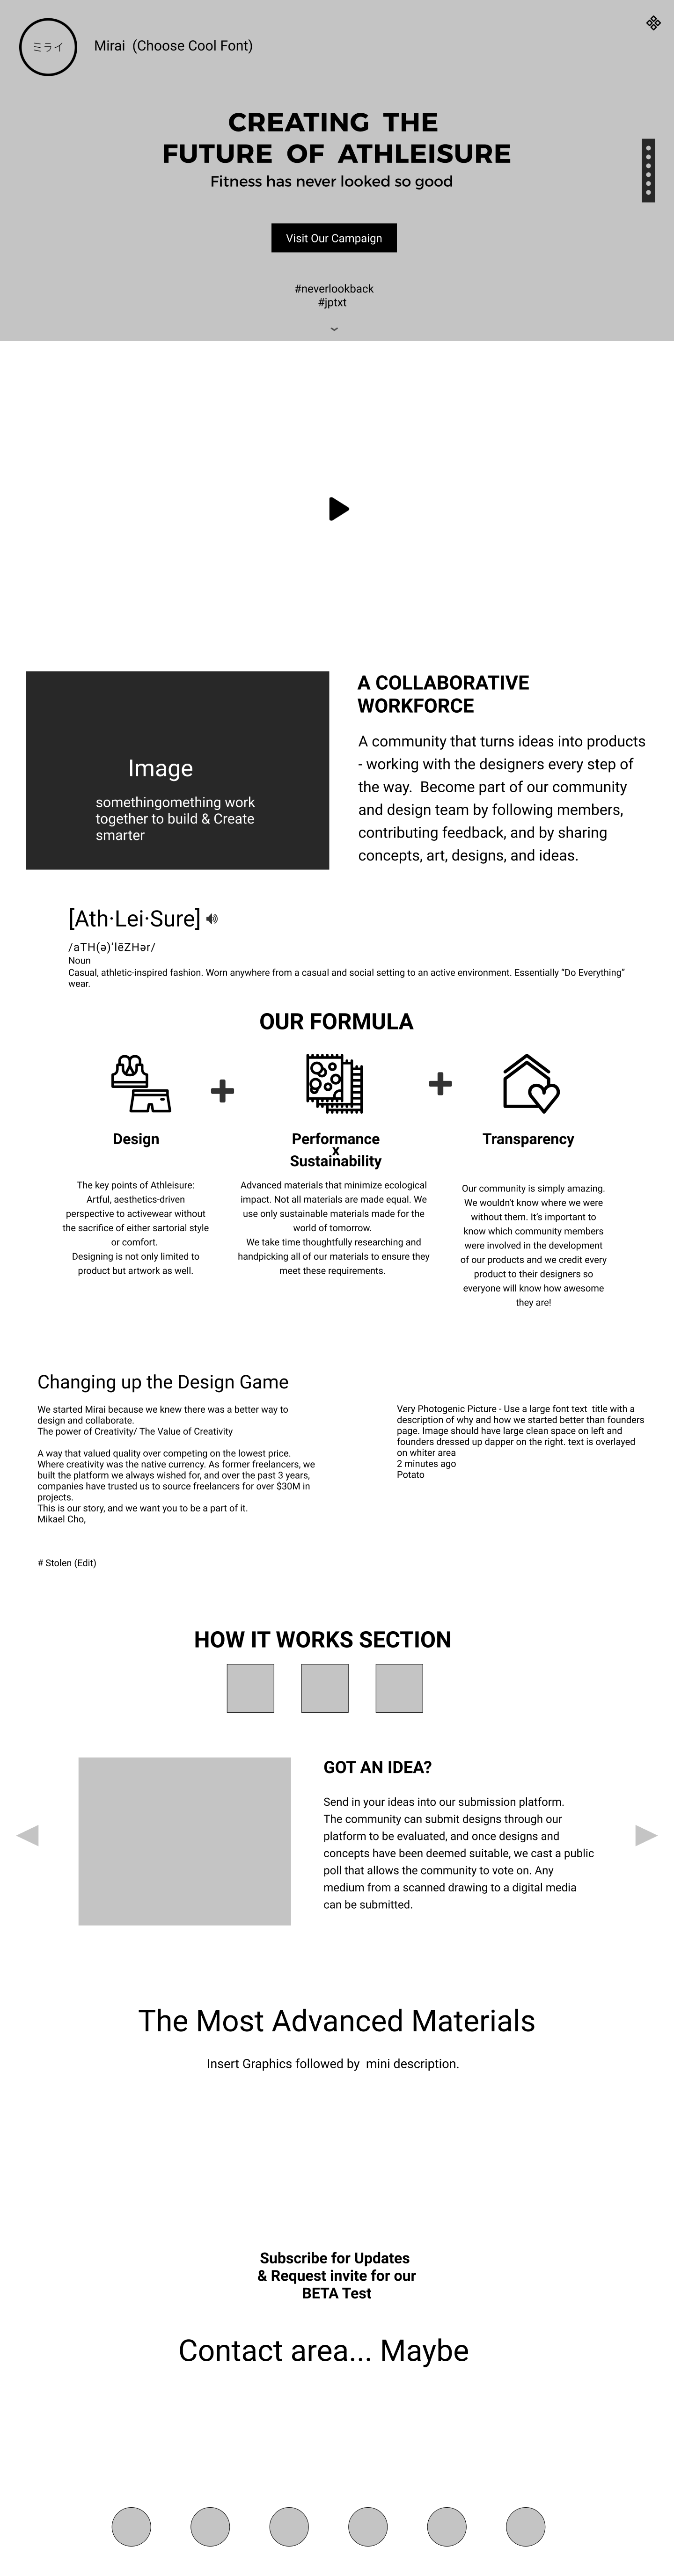 ミライ
Mirai (Choose Cool Font)
CREATING THE
FUTURE OF ATHLEISURE
Fitness has never looked so good
Visit Our Campaign
#neverlookback
#jptxt
Image
somethingomething work
together to build & Create
smarter
A COLLABORATIVE
WORKFORCE
A community that turns ideas into products
- working with the designers every step of
the way. Become part of our community
and design team by following members,
contributing feedback, and by sharing
concepts, art, designs, and ideas.
[Ath·Lei·Sure]
/aTH(ə)ˈlēZHər/
Noun
Casual, athletic-inspired fashion. Worn anywhere from a casual and social setting to an active environment. Essentially “Do Everything”
wear.
OUR FORMULA
Design
The key points of Athleisure:
Artful, aesthetics-driven
perspective to activewear without
the sacrifice of either sartorial style
or comfort.
Designing is not only limited to
product but artwork as well.
Performance
x
Sustainability
Advanced materials that minimize ecological
impact. Not all materials are made equal. We
use only sustainable materials made for the
world of tomorrow.
We take time thoughtfully researching and
handpicking all of our materials to ensure they
meet these requirements.
Transparency
Our community is simply amazing.
We wouldn't know where we were
without them. It's important to
know which community members
were involved in the development
of our products and we credit every
product to their designers so
everyone will know how awesome
they are!
Changing up the Design Game
We started Mirai because we knew there was a better way to
design and collaborate.
The power of Creativity/ The Value of Creativity
A way that valued quality over competing on the lowest price.
Where creativity was the native currency. As former freelancers, we
built the platform we always wished for, and over the past 3 years,
companies have trusted us to source freelancers for over $30M in
projects.
This is our story, and we want you to be a part of it.
Mikael Cho,
# Stolen (Edit)
Very Photogenic Picture - Use a large font text title with a
description of why and how we started better than founders
page. Image should have large clean space on left and
founders dressed up dapper on the right. text is overlayed
on whiter area
2 minutes ago
Potato
HOW IT WORKS SECTION
GOT AN IDEA?
Send in your ideas into our submission platform.
The community can submit designs through our
platform to be evaluated, and once designs and
concepts have been deemed suitable, we cast a public
poll that allows the community to vote on. Any
medium from a scanned drawing to a digital media
can be submitted.
The Most Advanced Materials
Insert Graphics followed by mini description.
Subscribe for Updates
& Request invite for our
BETA Test
Contact area... Maybe